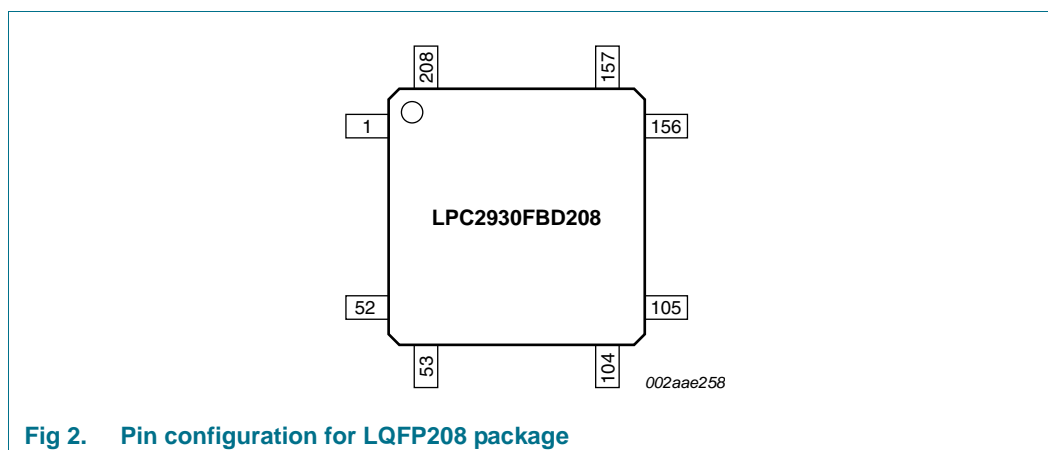 208
157
1
156
LPC2930FBD208
52
105
53
104
002aae258
Fig 2. Pin configuration for LQFP208 package